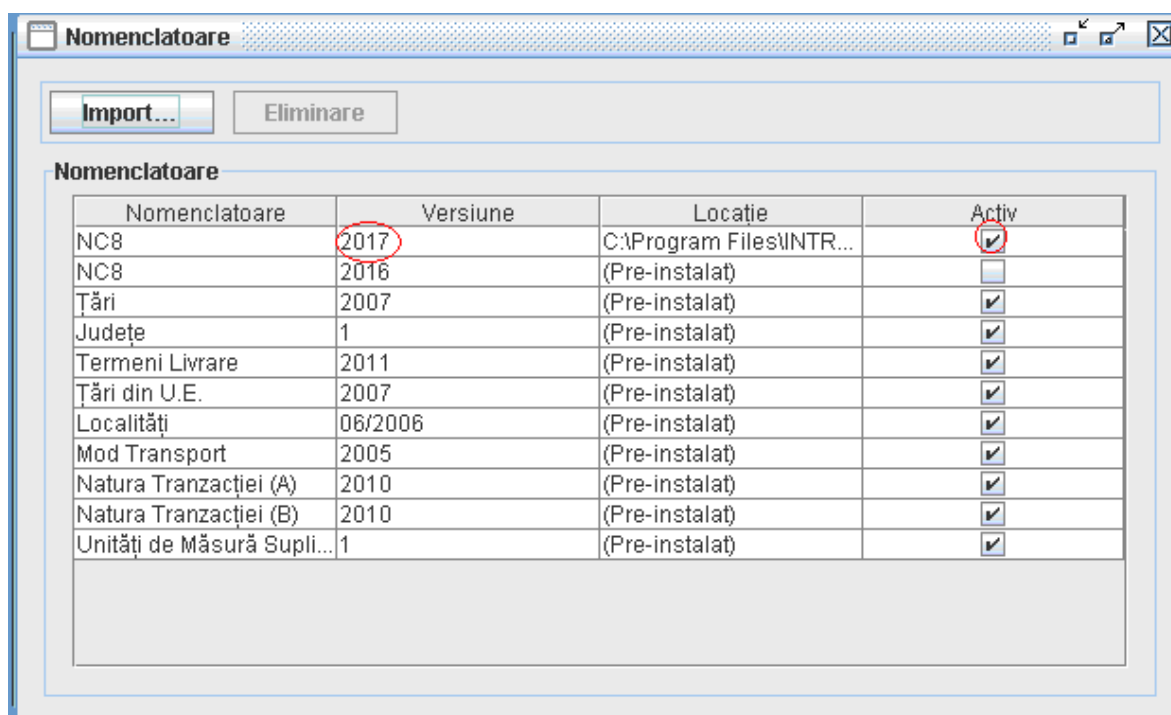 Nomenclatoare
Import... Eliminare
Nomenclatoare
Nomenclatoare Versiune Locație Activ
NC8 2017 C:\Program Files\INTR...
NC8 2016 (Pre-instalat)
Țări 2007 (Pre-instalat)
Județe 1 (Pre-instalat)
Termeni Livrare 2011 (Pre-instalat)
Țări din U.E. 2007 (Pre-instalat)
Localități 06/2006 (Pre-instalat)
Mod Transport 2005 (Pre-instalat)
Natura Tranzacției (A) 2010 (Pre-instalat)
Natura Tranzacției (B) 2010 (Pre-instalat)
Unități de Măsură Supli... 1 (Pre-instalat)